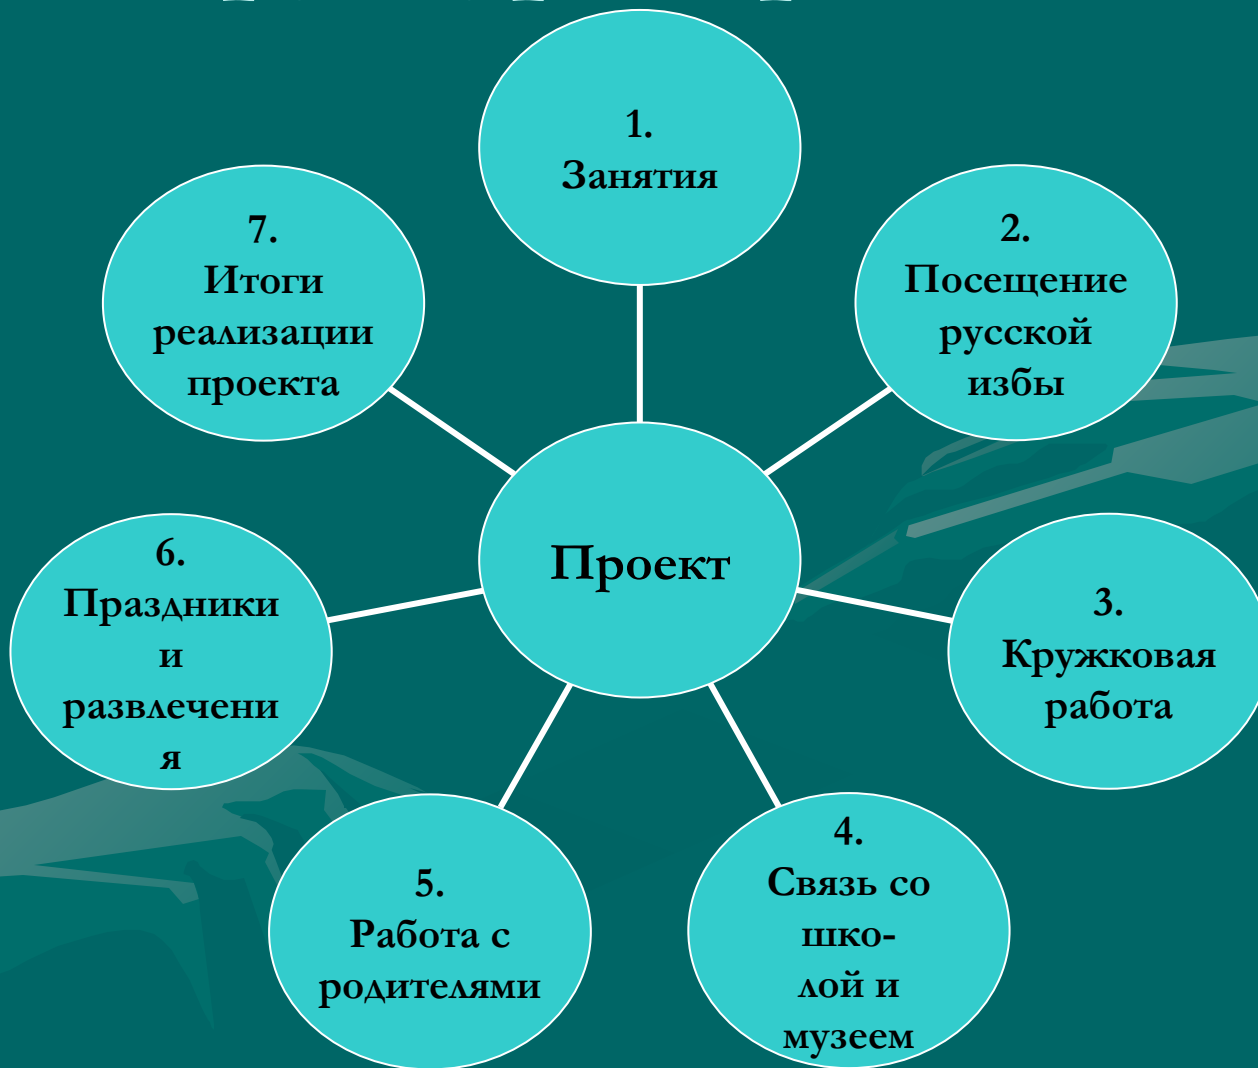 1.
Занятия
2.
Посещение
русской
избы
3.
Кружковая
работа
4.
Связь со
шко-
лой и
музеем
5.
Работа с
родителями
6.
Праздники
и
развлечени
я
7.
Итоги
реализации
проекта
Проект